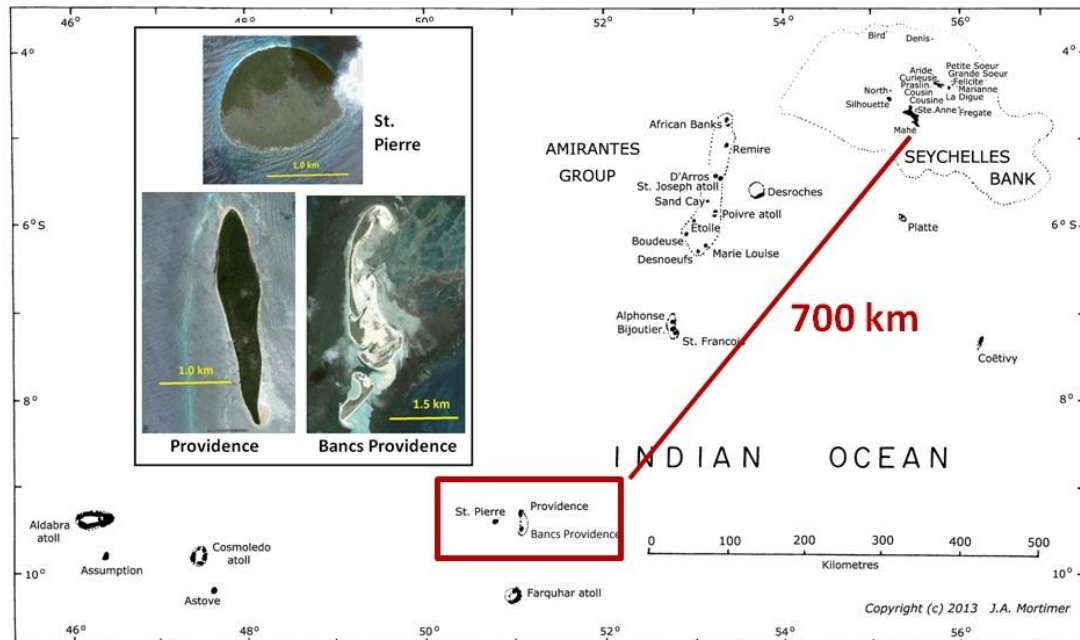 46°
48°
50°
52°
54°
56°
4°
6°S
8°
10°
St.
Pierre
1.0 km
1.0 km
1.5 km
Providence
Bancs Providence
Bird
Denis
Aride
Curieuse
Praslin
Cousin
Cousine
Petite Soeur
Grande Soeur
Felicite
Marianne
La Digue
North
Silhouette
Ste.Anne
Fregate
Mahé
SEYCHELLES
BANK
AMIRANTES
GROUP
African Banks
Remire
D'Arros
St. Joseph atoll
Desroches
Sand Cay
Poivre atoll
Etoile
Boudeuse
Marie Louise
Desnoeufs
Platte
Alphonse
Bijoutier
St. Francois
700 km
Coëtivy
INDIAN OCEAN
St. Pierre
Providence
Bancs Providence
Aldabra
atoll
Assumption
Cosmoledo
atoll
Astove
Farquhar atoll
0 100 200 300 400 500
Kilometres
4°
6°
8°
10°
Copyright (c) 2013 J.A. Mortimer
46°
48°
50°
52°
54°
56°